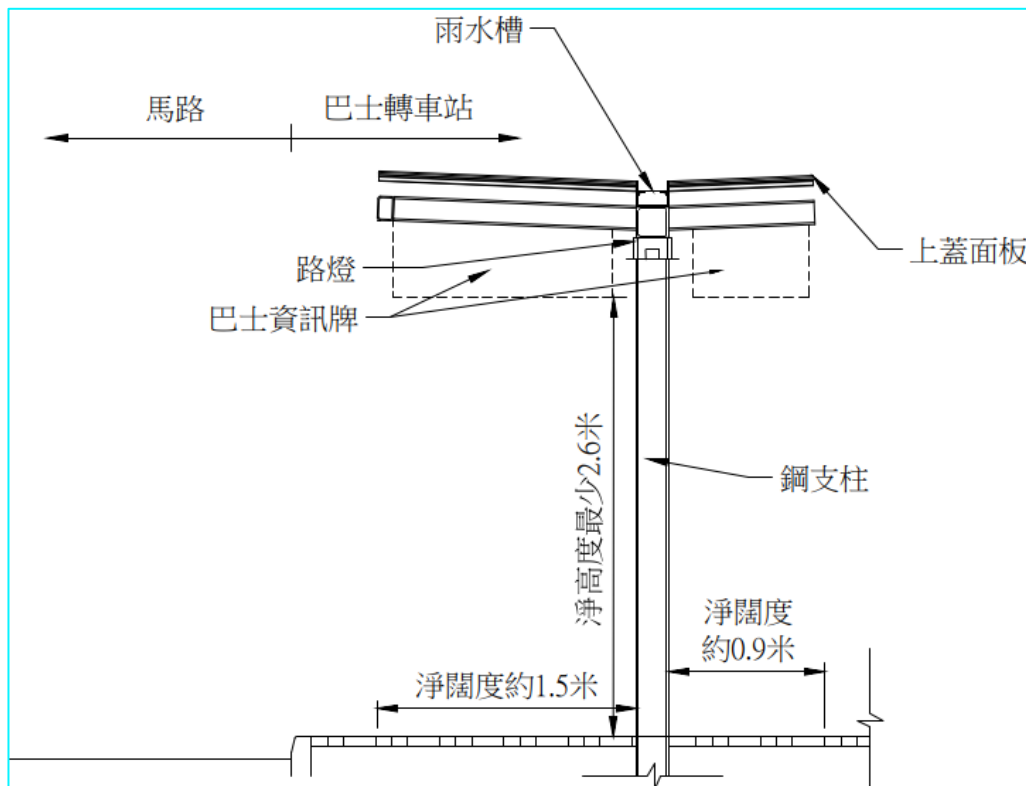 雨水槽
馬路
巴士轉車站
上蓋面板
路燈
巴士資訊牌
淨高度最少2.6米
鋼支柱
淨闊度
約0.9米
淨闊度約1.5米